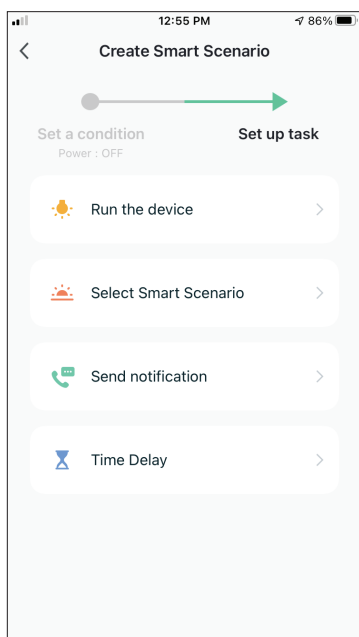 12:55 PM
86%
Create Smart Scenario
Set a condition
Set up task
Power : OFF
Run the device
Select Smart Scenario
Send notification
Time Delay